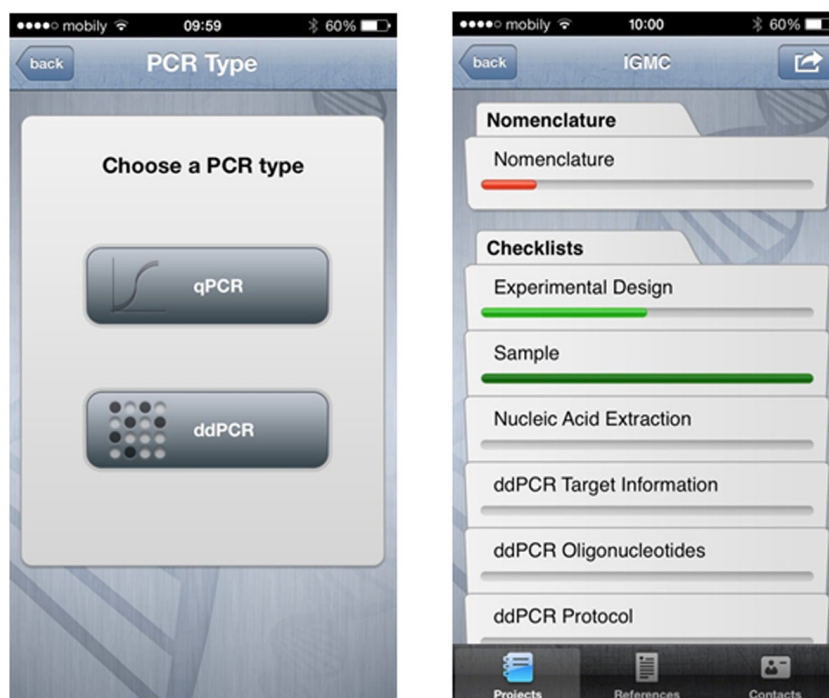 mobily 09:59 60%
back PCR Type
Choose a PCR type
qPCR
ddPCR
mobily 10:00 60%
back iGMC
Nomenclature
Nomenclature
Checklists
Experimental Design
Sample
Nucleic Acid Extraction
ddPCR Target Information
ddPCR Oligonucleotides
ddPCR Protocol
Projects References Contacts